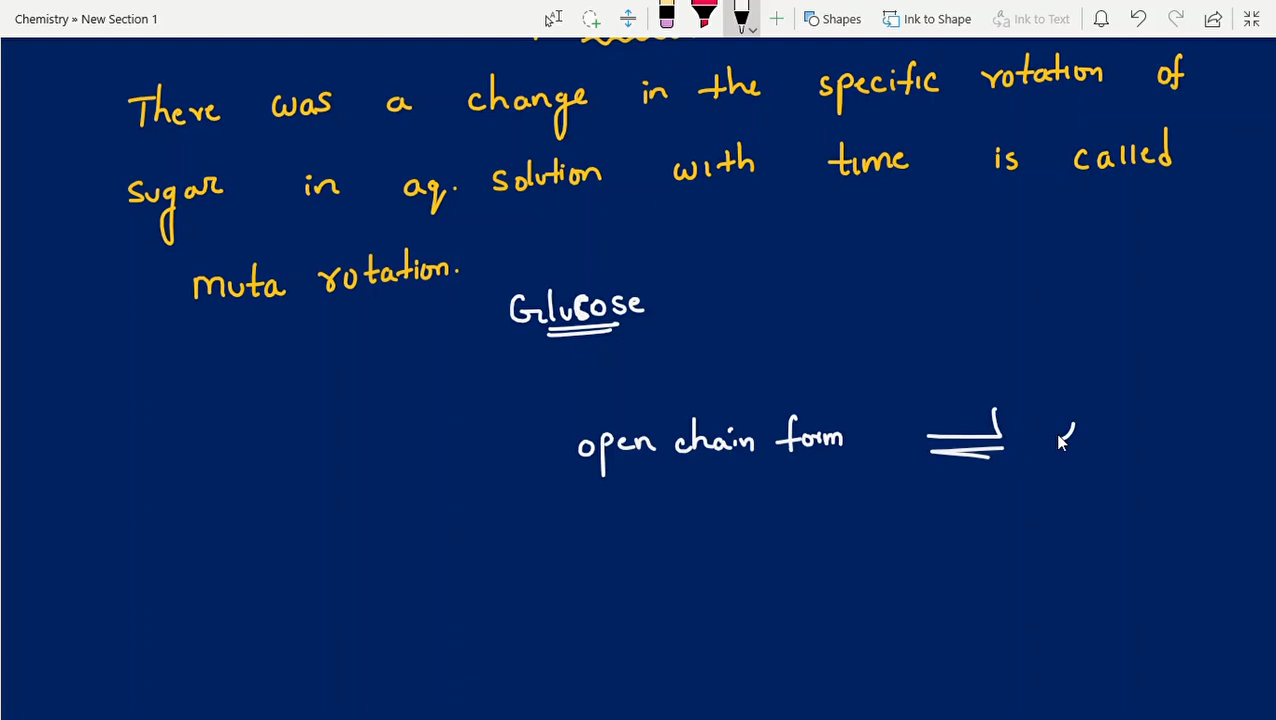 Chemistry » New Section 1
Shapes
Ink to Shape
Ink to Text
There was a change in the specific rotation of
sugar in aq. solution with time is called
muta rotation.
Glucose
open chain form